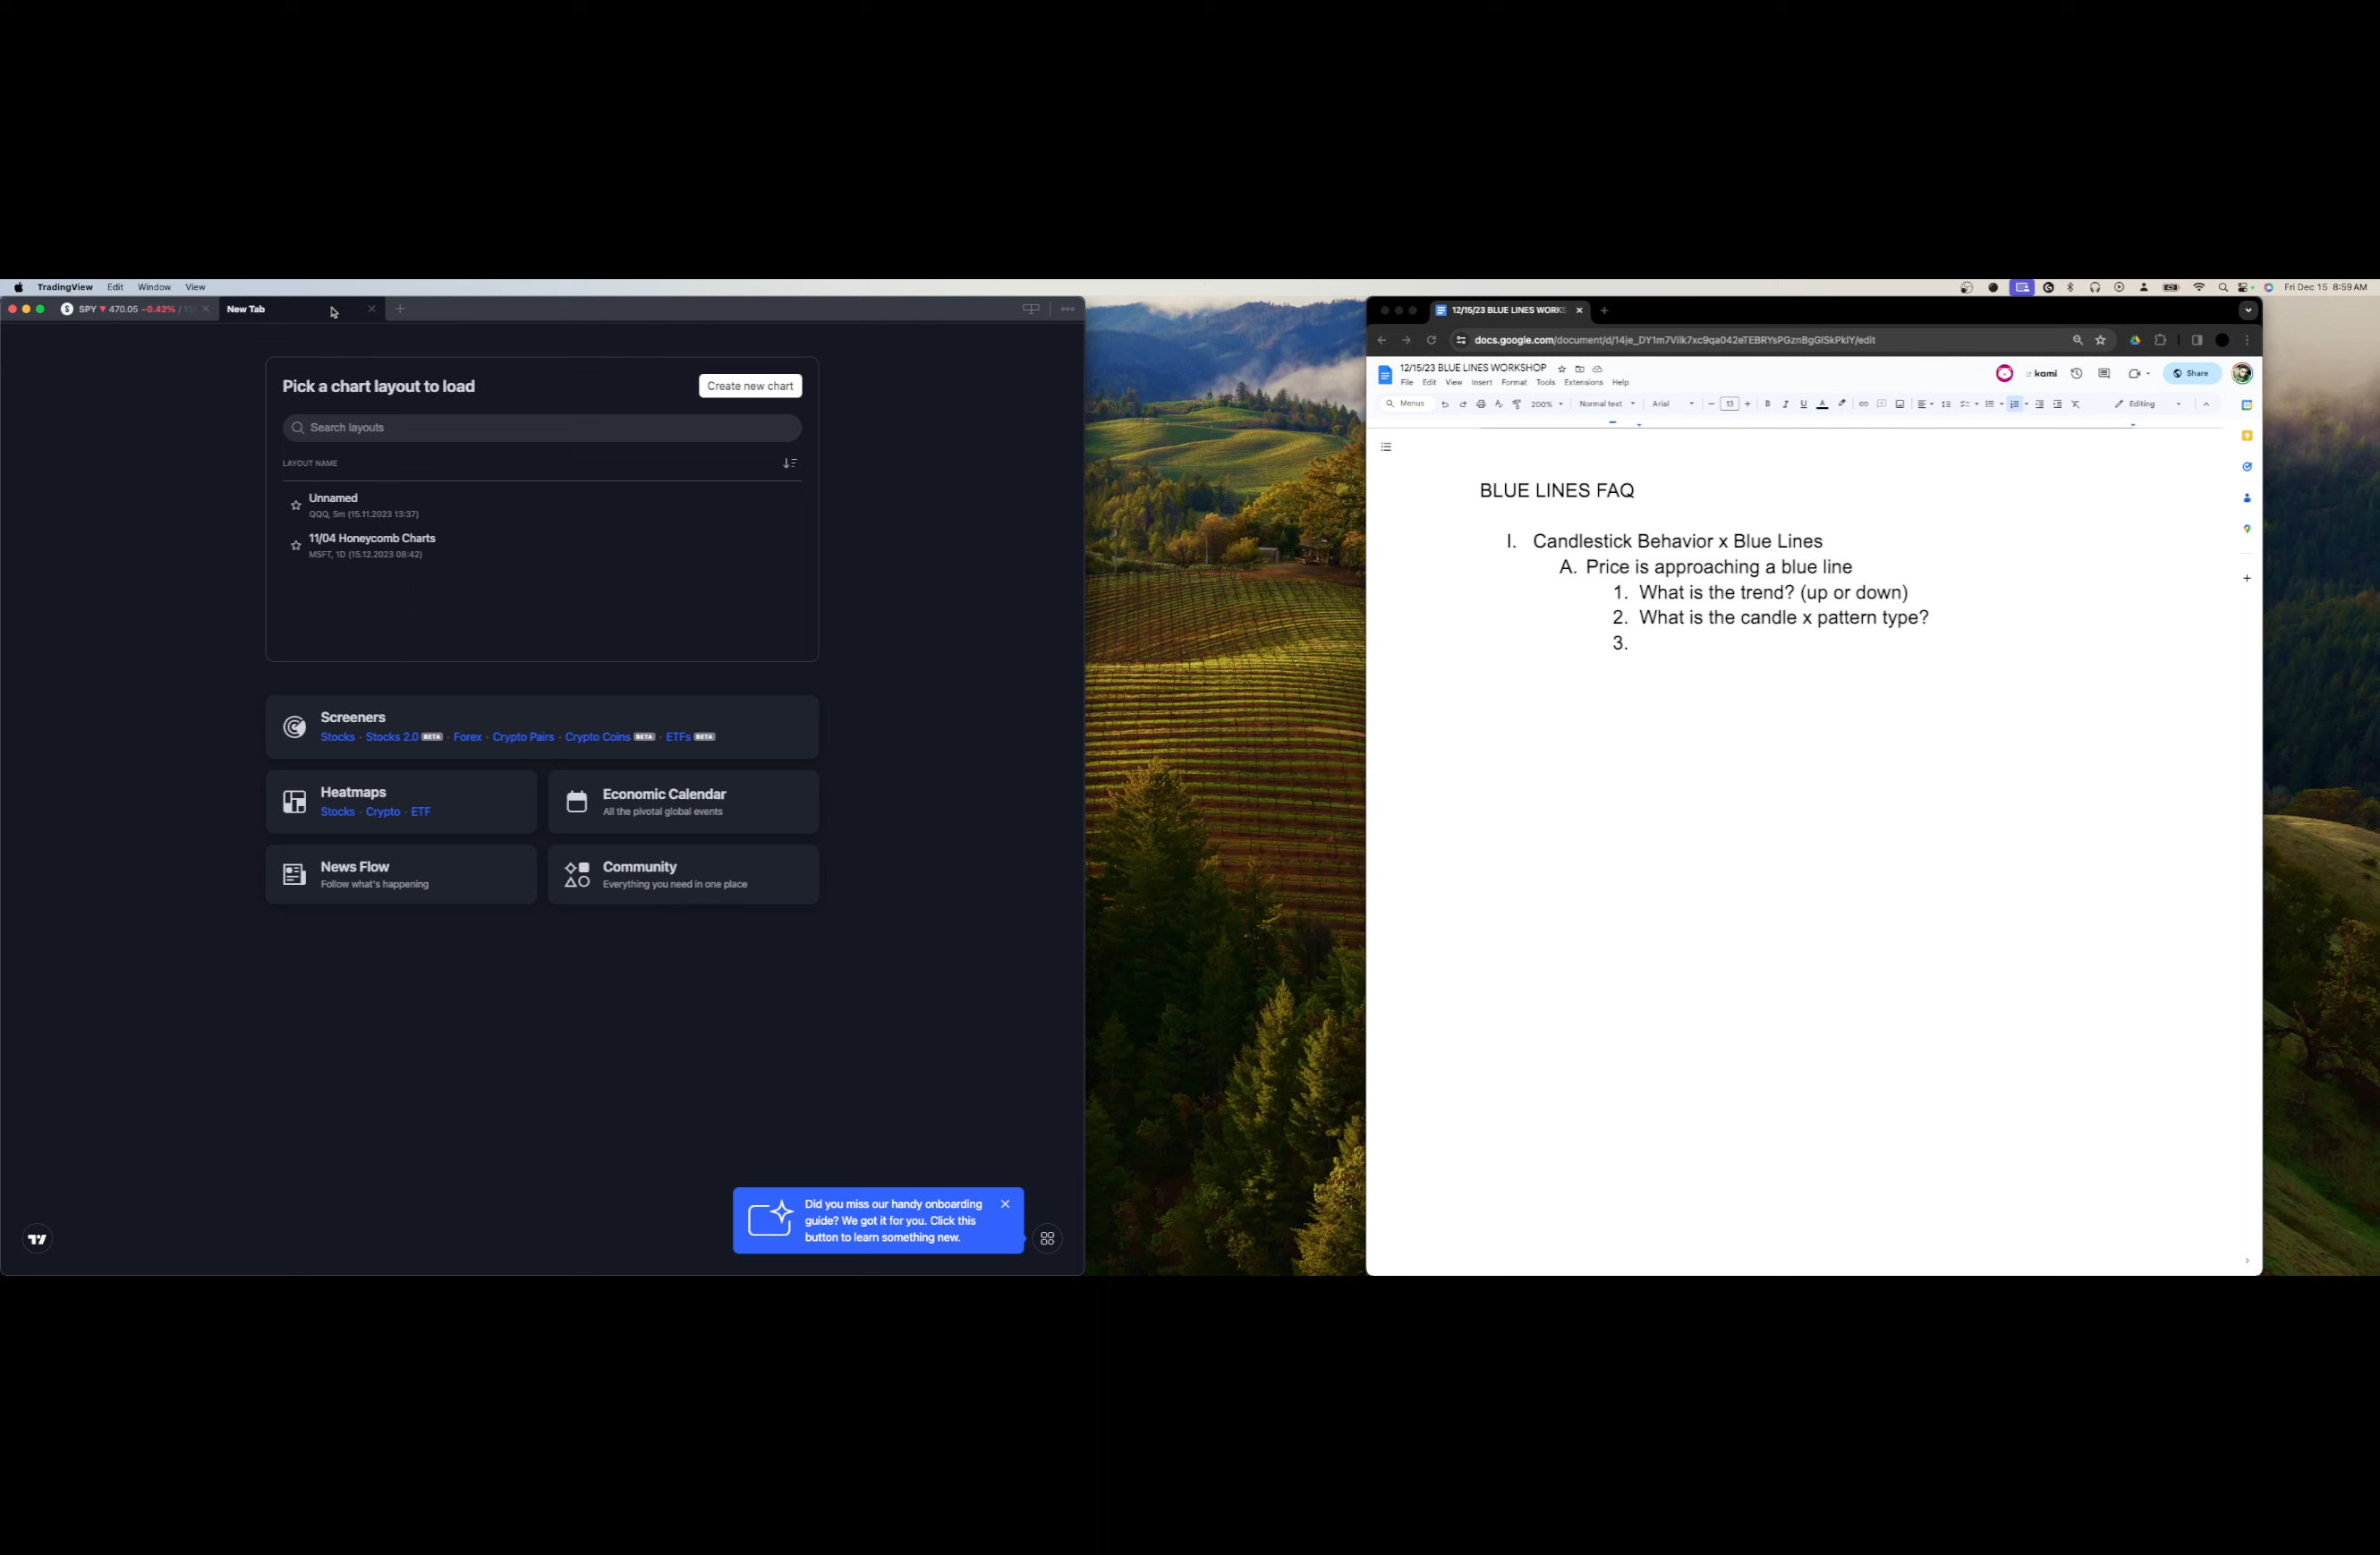 TradingView Edit Window View
Fri Dec 15 8:59 AM
SPY ▼ 470.05 −0.42% /
New Tab
Pick a chart layout to load
Create new chart
Search layouts
LAYOUT NAME
Unnamed
QQQ, 5m (15.11.2023 13:37)
11/04 Honeycomb Charts
MSFT, 1D (15.12.2023 08:42)
Screeners
Stocks · Stocks 2.0 BETA · Forex · Crypto Pairs · Crypto Coins BETA · ETFs BETA
Heatmaps
Stocks · Crypto · ETF
Economic Calendar
All the pivotal global events
News Flow
Follow what's happening
Community
Everything you need in one place
Did you miss our handy onboarding
guide? We got it for you. Click this
button to learn something new.
12/15/23 BLUE LINES WORKS
docs.google.com/document/d/14je_DY1m7Vilk7xc9qa042eTEBRYsPGznBgGlSkPklY/edit
12/15/23 BLUE LINES WORKSHOP
File Edit View Insert Format Tools Extensions Help
kami
Share
Menus
200%
Normal text
Arial
13
Editing
BLUE LINES FAQ
I. Candlestick Behavior x Blue Lines
A. Price is approaching a blue line
1. What is the trend? (up or down)
2. What is the candle x pattern type?
3.